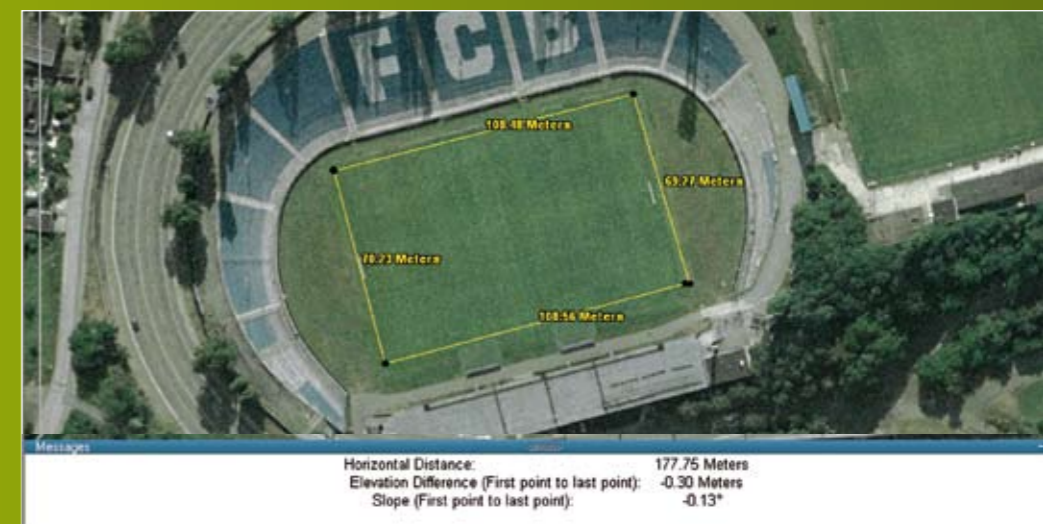 FCB
108.48 Meters
69.27 Meters
70.23 Meters
108.56 Meters
Messages
Horizontal Distance: 177.75 Meters
Elevation Difference (First point to last point): -0.30 Meters
Slope (First point to last point): -0.13°